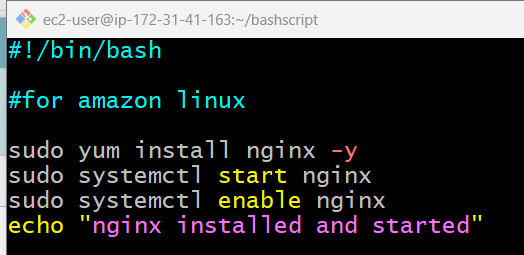 ec2-user@ip-172-31-41-163:~/bashscript
#!/bin/bash
#for amazon linux
sudo yum install nginx -y
sudo systemctl start nginx
sudo systemctl enable nginx
echo "nginx installed and started"